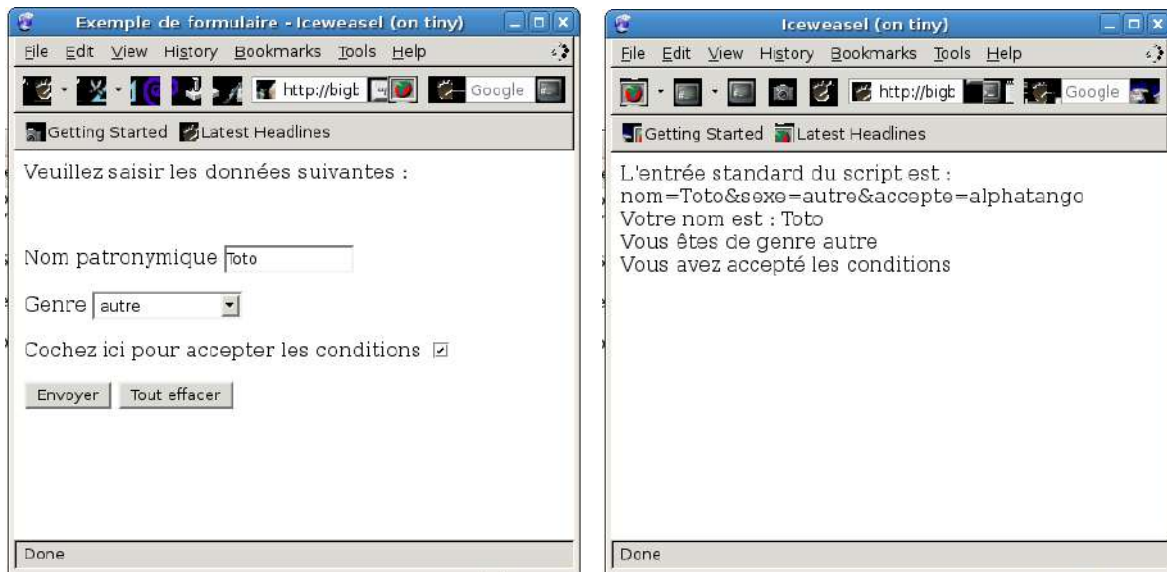 Exemple de formulaire - Iceweasel (on tiny)
File Edit View History Bookmarks Tools Help
http://bigb Google
Getting Started Latest Headlines
Veuillez saisir les données suivantes :
Nom patronymique Toto
Genre autre
Cochez ici pour accepter les conditions
Envoyer Tout effacer
Done
Iceweasel (on tiny)
File Edit View History Bookmarks Tools Help
http://bigb Google
Getting Started Latest Headlines
L'entrée standard du script est :
nom=Toto&sexe=autre&accepte=alphatango
Votre nom est : Toto
Vous êtes de genre autre
Vous avez accepté les conditions
Done